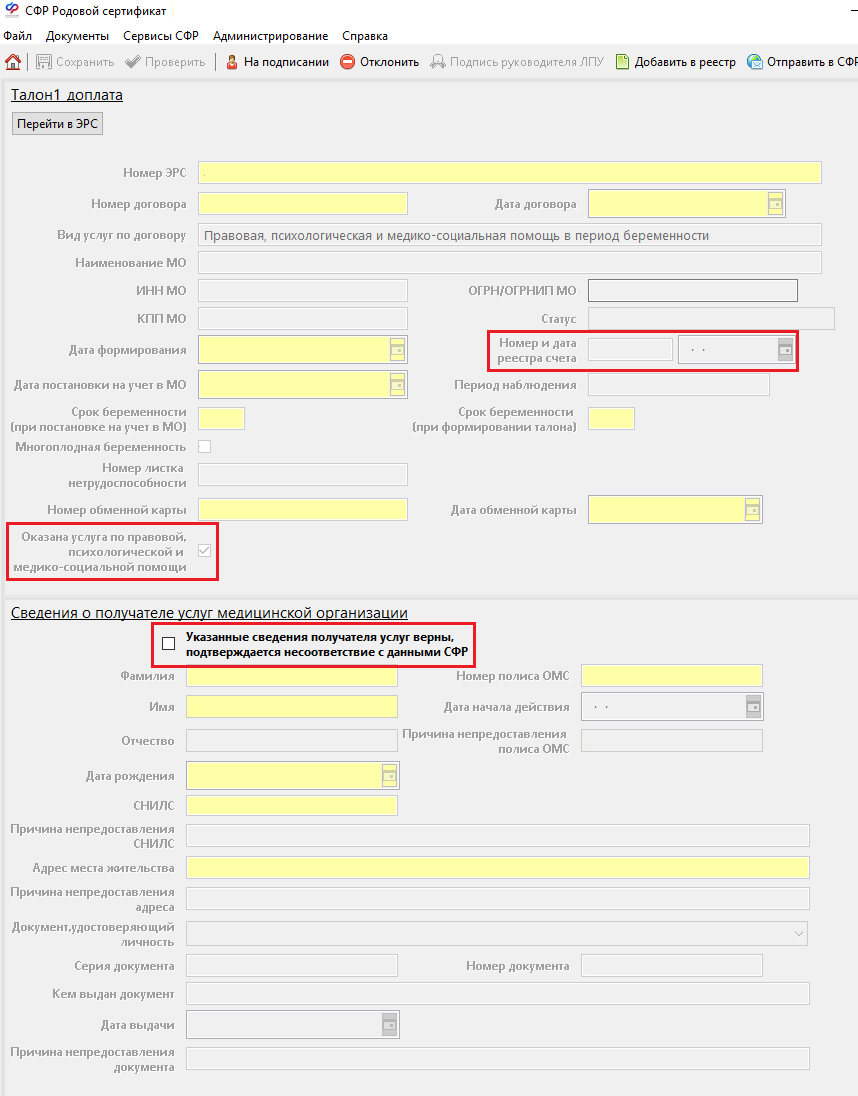 СФР Родовой сертификат
Файл Документы Сервисы СФР Администрирование Справка
Сохранить Проверить На подписании Отклонить Подпись руководителя ЛПУ Добавить в реестр Отправить в СФР
Талон1_доплата
Перейти в ЭРС
Номер ЭРС
Номер договора Дата договора
Вид услуг по договору Правовая, психологическая и медико-социальная помощь в период беременности
Наименование МО
ИНН МО ОГРН/ОГРНИП МО
КПП МО Статус
Дата формирования Номер и дата
реестра счета
Дата постановки на учет в МО Период наблюдения
Срок беременности Срок беременности
(при постановке на учет в МО) (при формировании талона)
Многоплодная беременность
Номер листка
нетрудоспособности
Номер обменной карты Дата обменной карты
Оказана услуга по правовой,
психологической и
медико-социальной помощи
Сведения о получателе услуг медицинской организации
Указанные сведения получателя услуг верны,
подтверждается несоответствие с данными СФР
Фамилия Номер полиса ОМС
Имя Дата начала действия
Отчество Причина непредоставления
полиса ОМС
Дата рождения
СНИЛС
Причина непредоставления
СНИЛС
Адрес места жительства
Причина непредоставления
адреса
Документ,удостоверяющий
личность
Серия документа Номер документа
Кем выдан документ
Дата выдачи
Причина непредоставления
документа